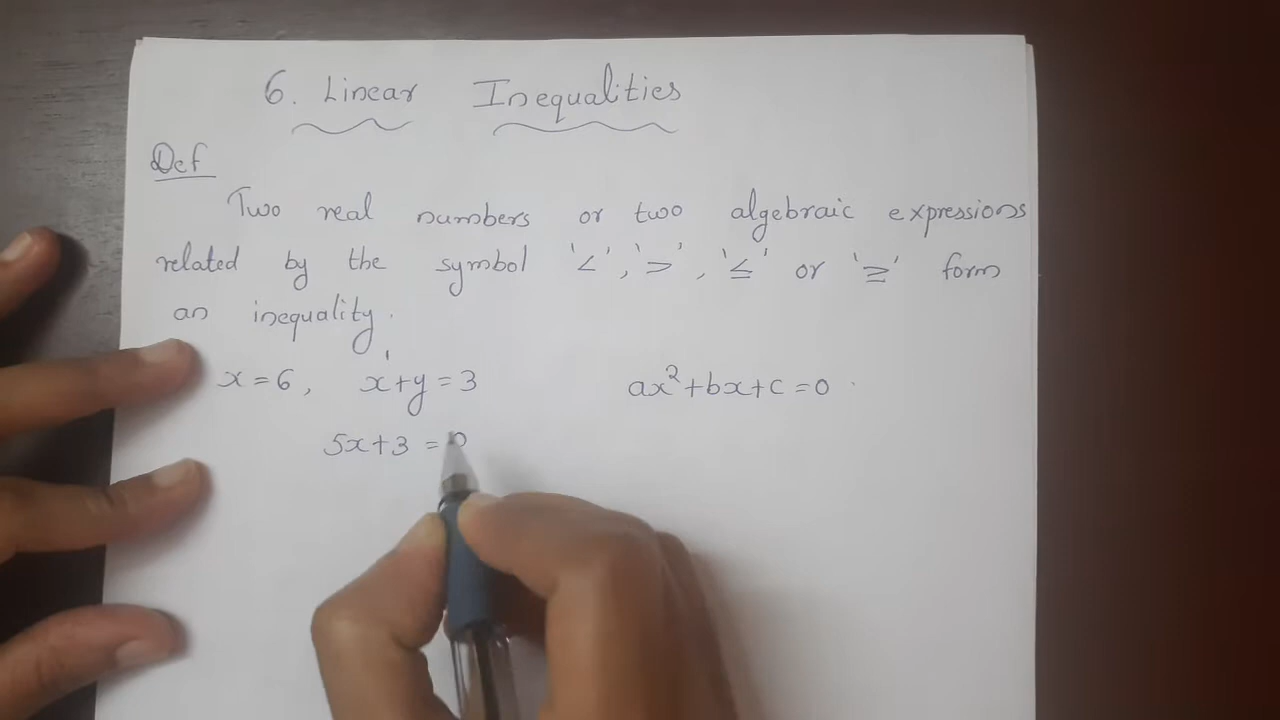 6. Linear Inequalities
Def
Two real numbers or two algebraic expressions
related by the symbol '<', '>', '≤' or '≥' form
an inequality.
x = 6, x+y = 3 ax²+bx+c = 0
5x+3 = 0